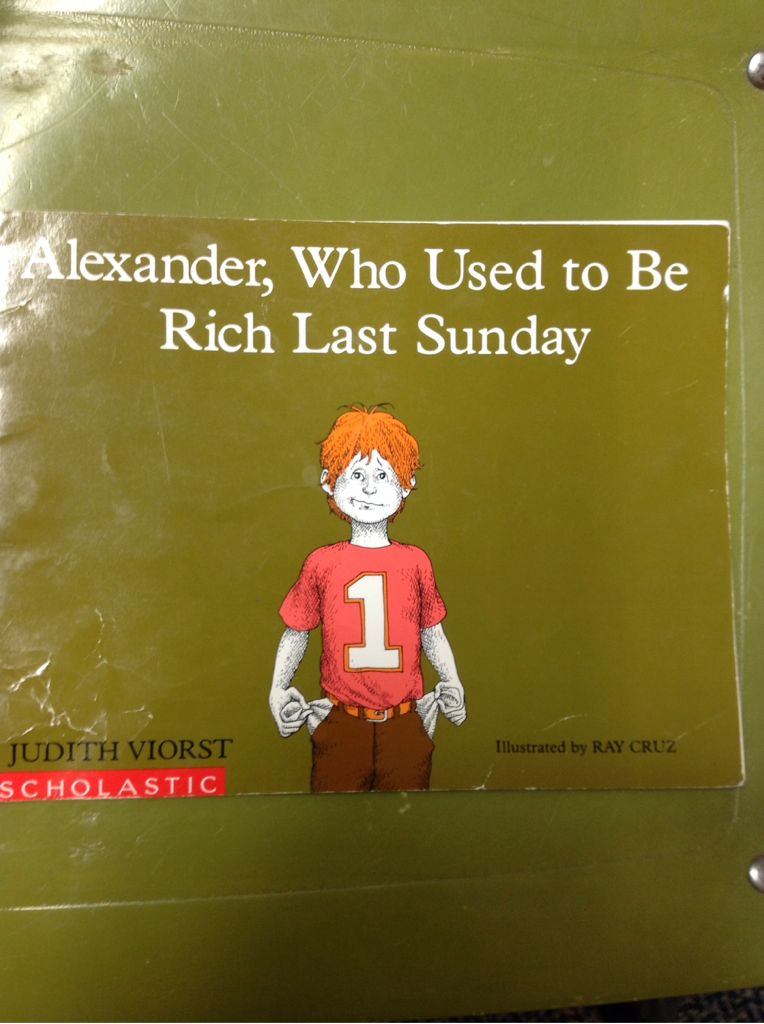 Alexander, Who Used to Be
Rich Last Sunday
1
JUDITH VIORST
Illustrated by RAY CRUZ
SCHOLASTIC